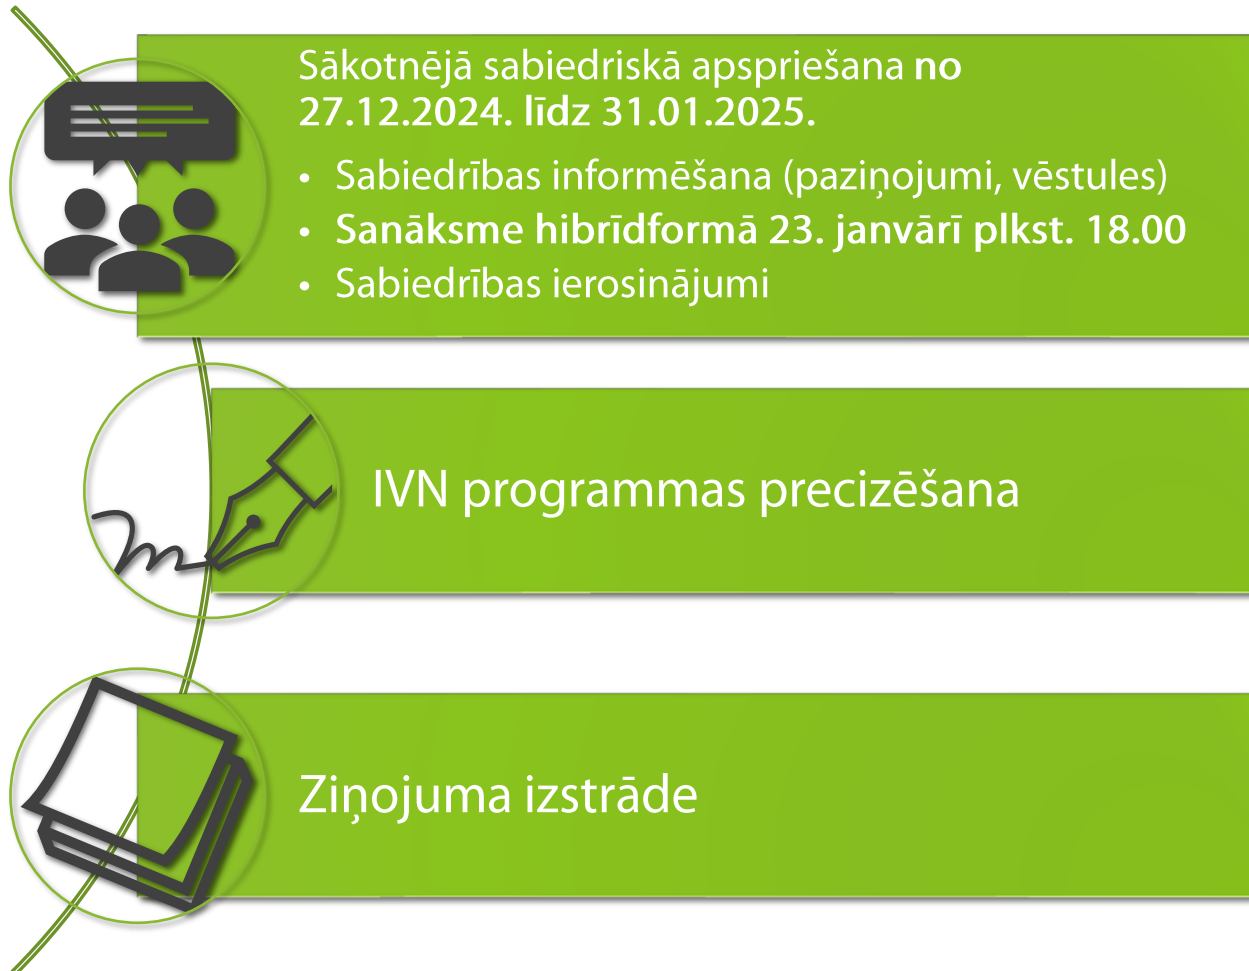 Sākotnējā sabiedriskā apspriešana no
27.12.2024. līdz 31.01.2025.
• Sabiedrības informēšana (paziņojumi, vēstules)
• Sanāksme hibrīdformā 23. janvārī plkst. 18.00
• Sabiedrības ierosinājumi
IVN programmas precizēšana
Ziņojuma izstrāde